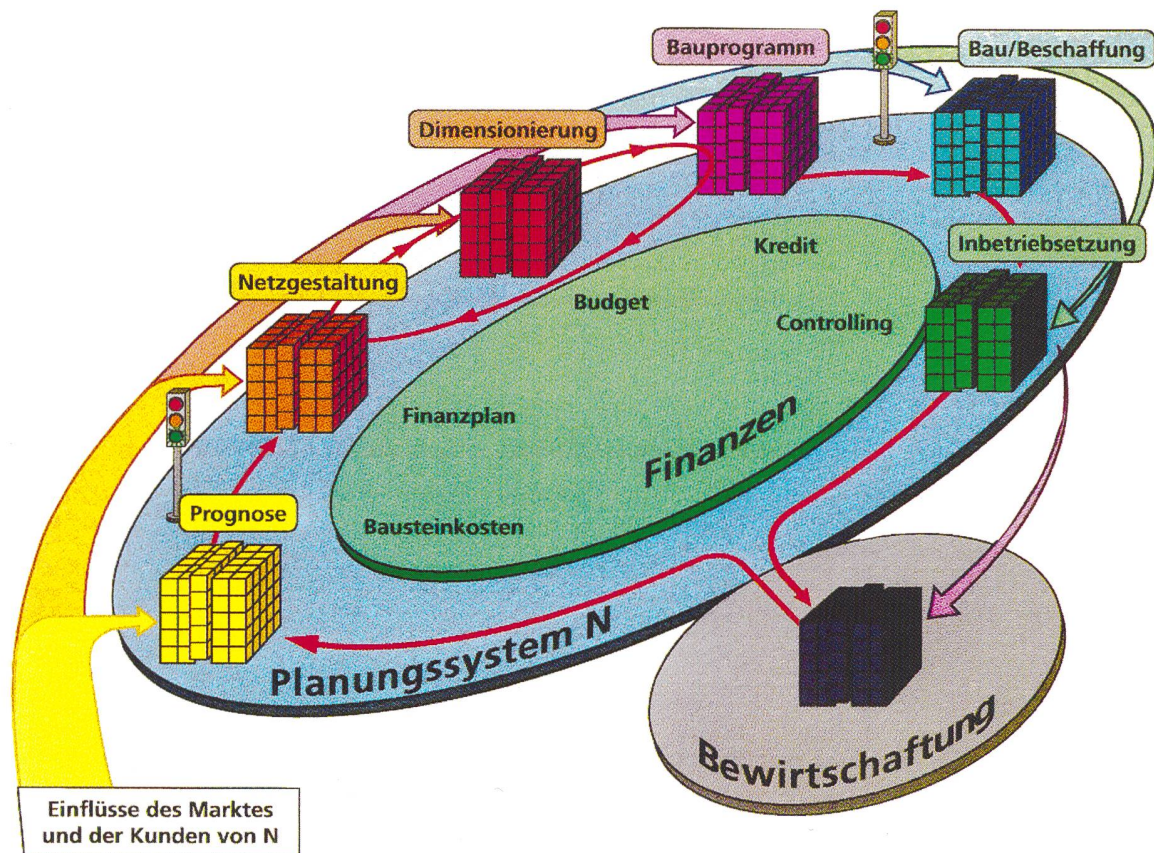 Bauprogramm
Bau/Beschaffung
Dimensionierung
Kredit
Inbetriebsetzung
Netzgestaltung
Budget
Controlling
Finanzplan
Finanzen
Prognose
Bausteinkosten
Planungssystem N
Bewirtschaftung
Einflüsse des Marktes
und der Kunden von N